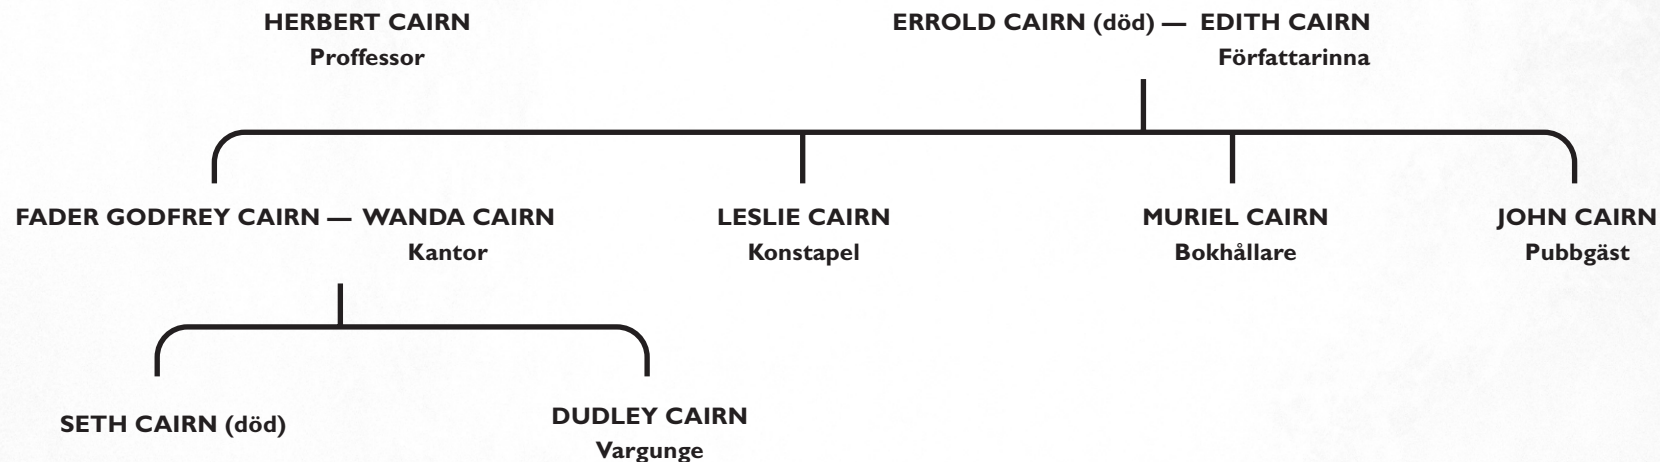 HERBERT CAIRN
Proffessor
ERROLD CAIRN (död) — EDITH CAIRN
Författarinna
FADER GODFREY CAIRN — WANDA CAIRN
Kantor
LESLIE CAIRN
Konstapel
MURIEL CAIRN
Bokhållare
JOHN CAIRN
Pubbgäst
SETH CAIRN (död)
DUDLEY CAIRN
Vargunge